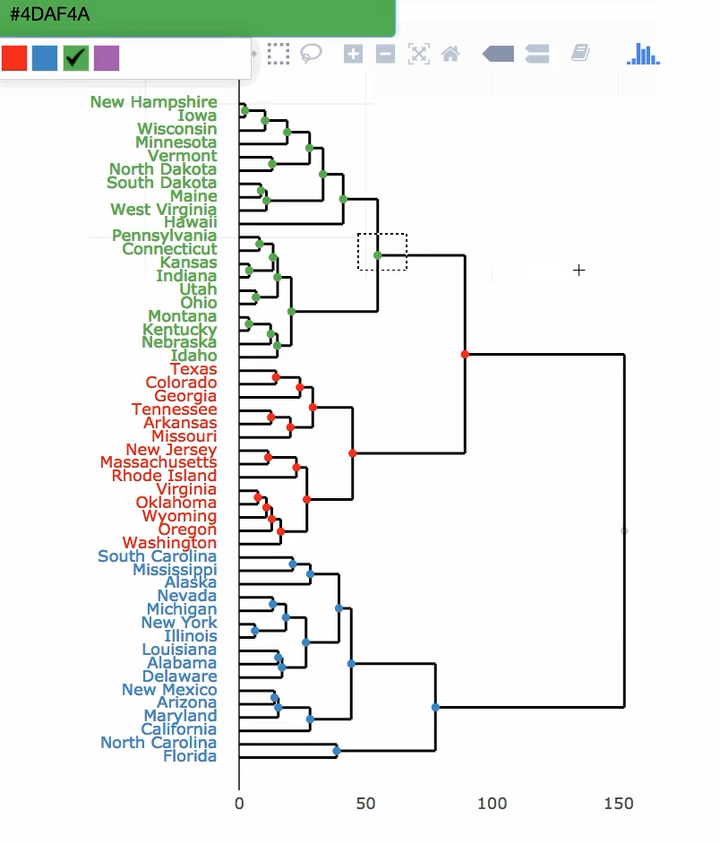 #4DAF4A
New Hampshire
Iowa
Wisconsin
Minnesota
Vermont
North Dakota
South Dakota
Maine
West Virginia
Hawaii
Pennsylvania
Connecticut
Kansas
Indiana
Utah
Ohio
Montana
Kentucky
Nebraska
Idaho
Texas
Colorado
Georgia
Tennessee
Arkansas
Missouri
New Jersey
Massachusetts
Rhode Island
Virginia
Oklahoma
Wyoming
Oregon
Washington
South Carolina
Mississippi
Alaska
Nevada
Michigan
New York
Illinois
Louisiana
Alabama
Delaware
New Mexico
Arizona
Maryland
California
North Carolina
Florida
0 50 100 150